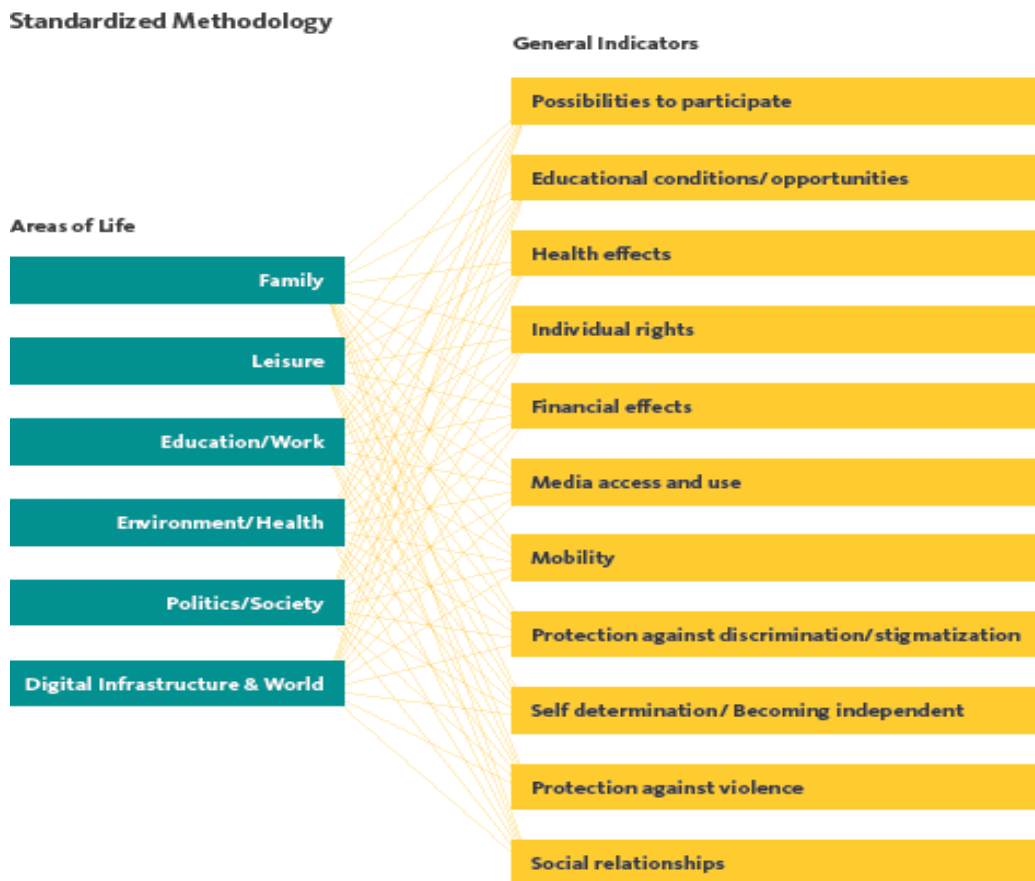 Standardized Methodology
General Indicators
Possibilities to participate
Educational conditions/opportunities
Health effects
Individual rights
Financial effects
Media access and use
Mobility
Protection against discrimination/stigmatization
Self determination/ Becoming independent
Protection against violence
Social relationships
Areas of Life
Family
Leisure
Education/Work
Environment/Health
Politics/Society
Digital Infrastructure & World